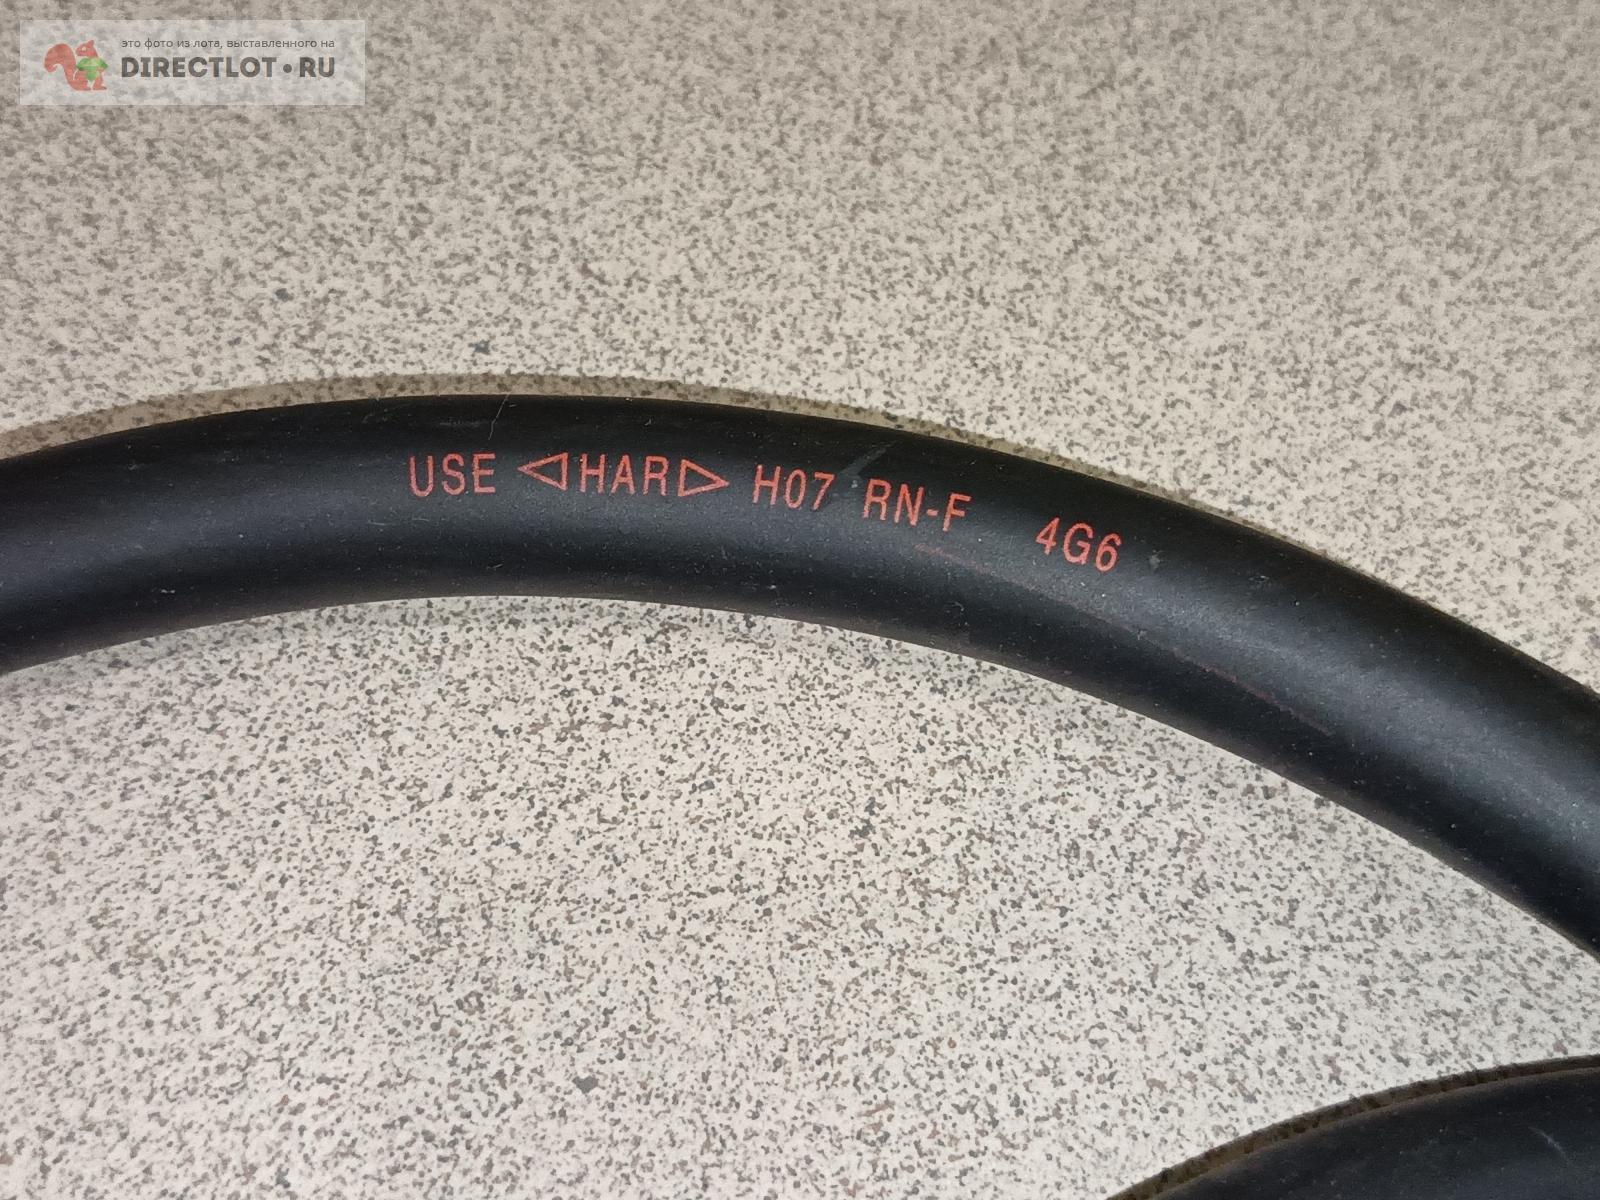 это фото из лота, выставленного на
DIRECTLOT•RU
USE ◁HAR▷ H07 RN-F 4G6